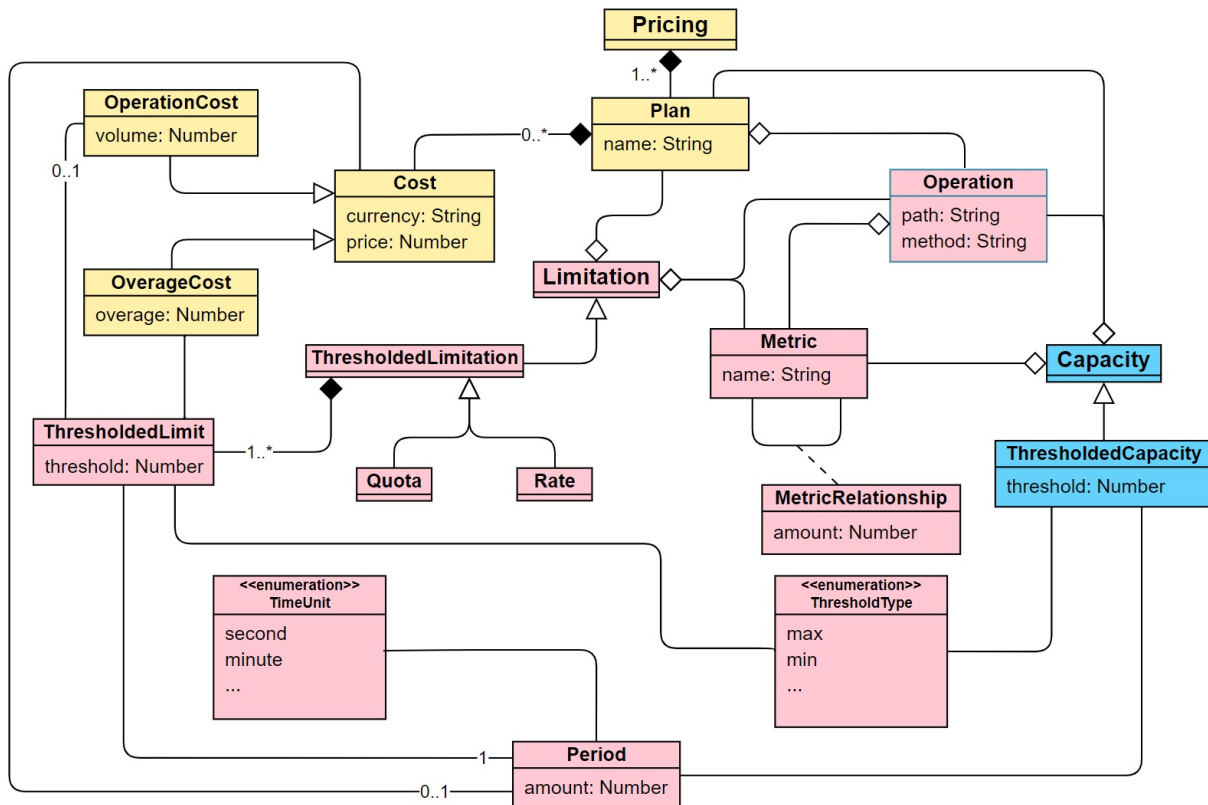 Pricing
1..*
Plan
name: String
OperationCost
volume: Number
0..1
0..*
Cost
currency: String
price: Number
Operation
path: String
method: String
OverageCost
overage: Number
Limitation
ThresholdedLimitation
Metric
name: String
Capacity
ThresholdedLimit
threshold: Number
1..*
Quota
Rate
ThresholdedCapacity
threshold: Number
MetricRelationship
amount: Number
<<enumeration>>
TimeUnit
second
minute
...
<<enumeration>>
ThresholdType
max
min
...
Period
amount: Number
1
0..1